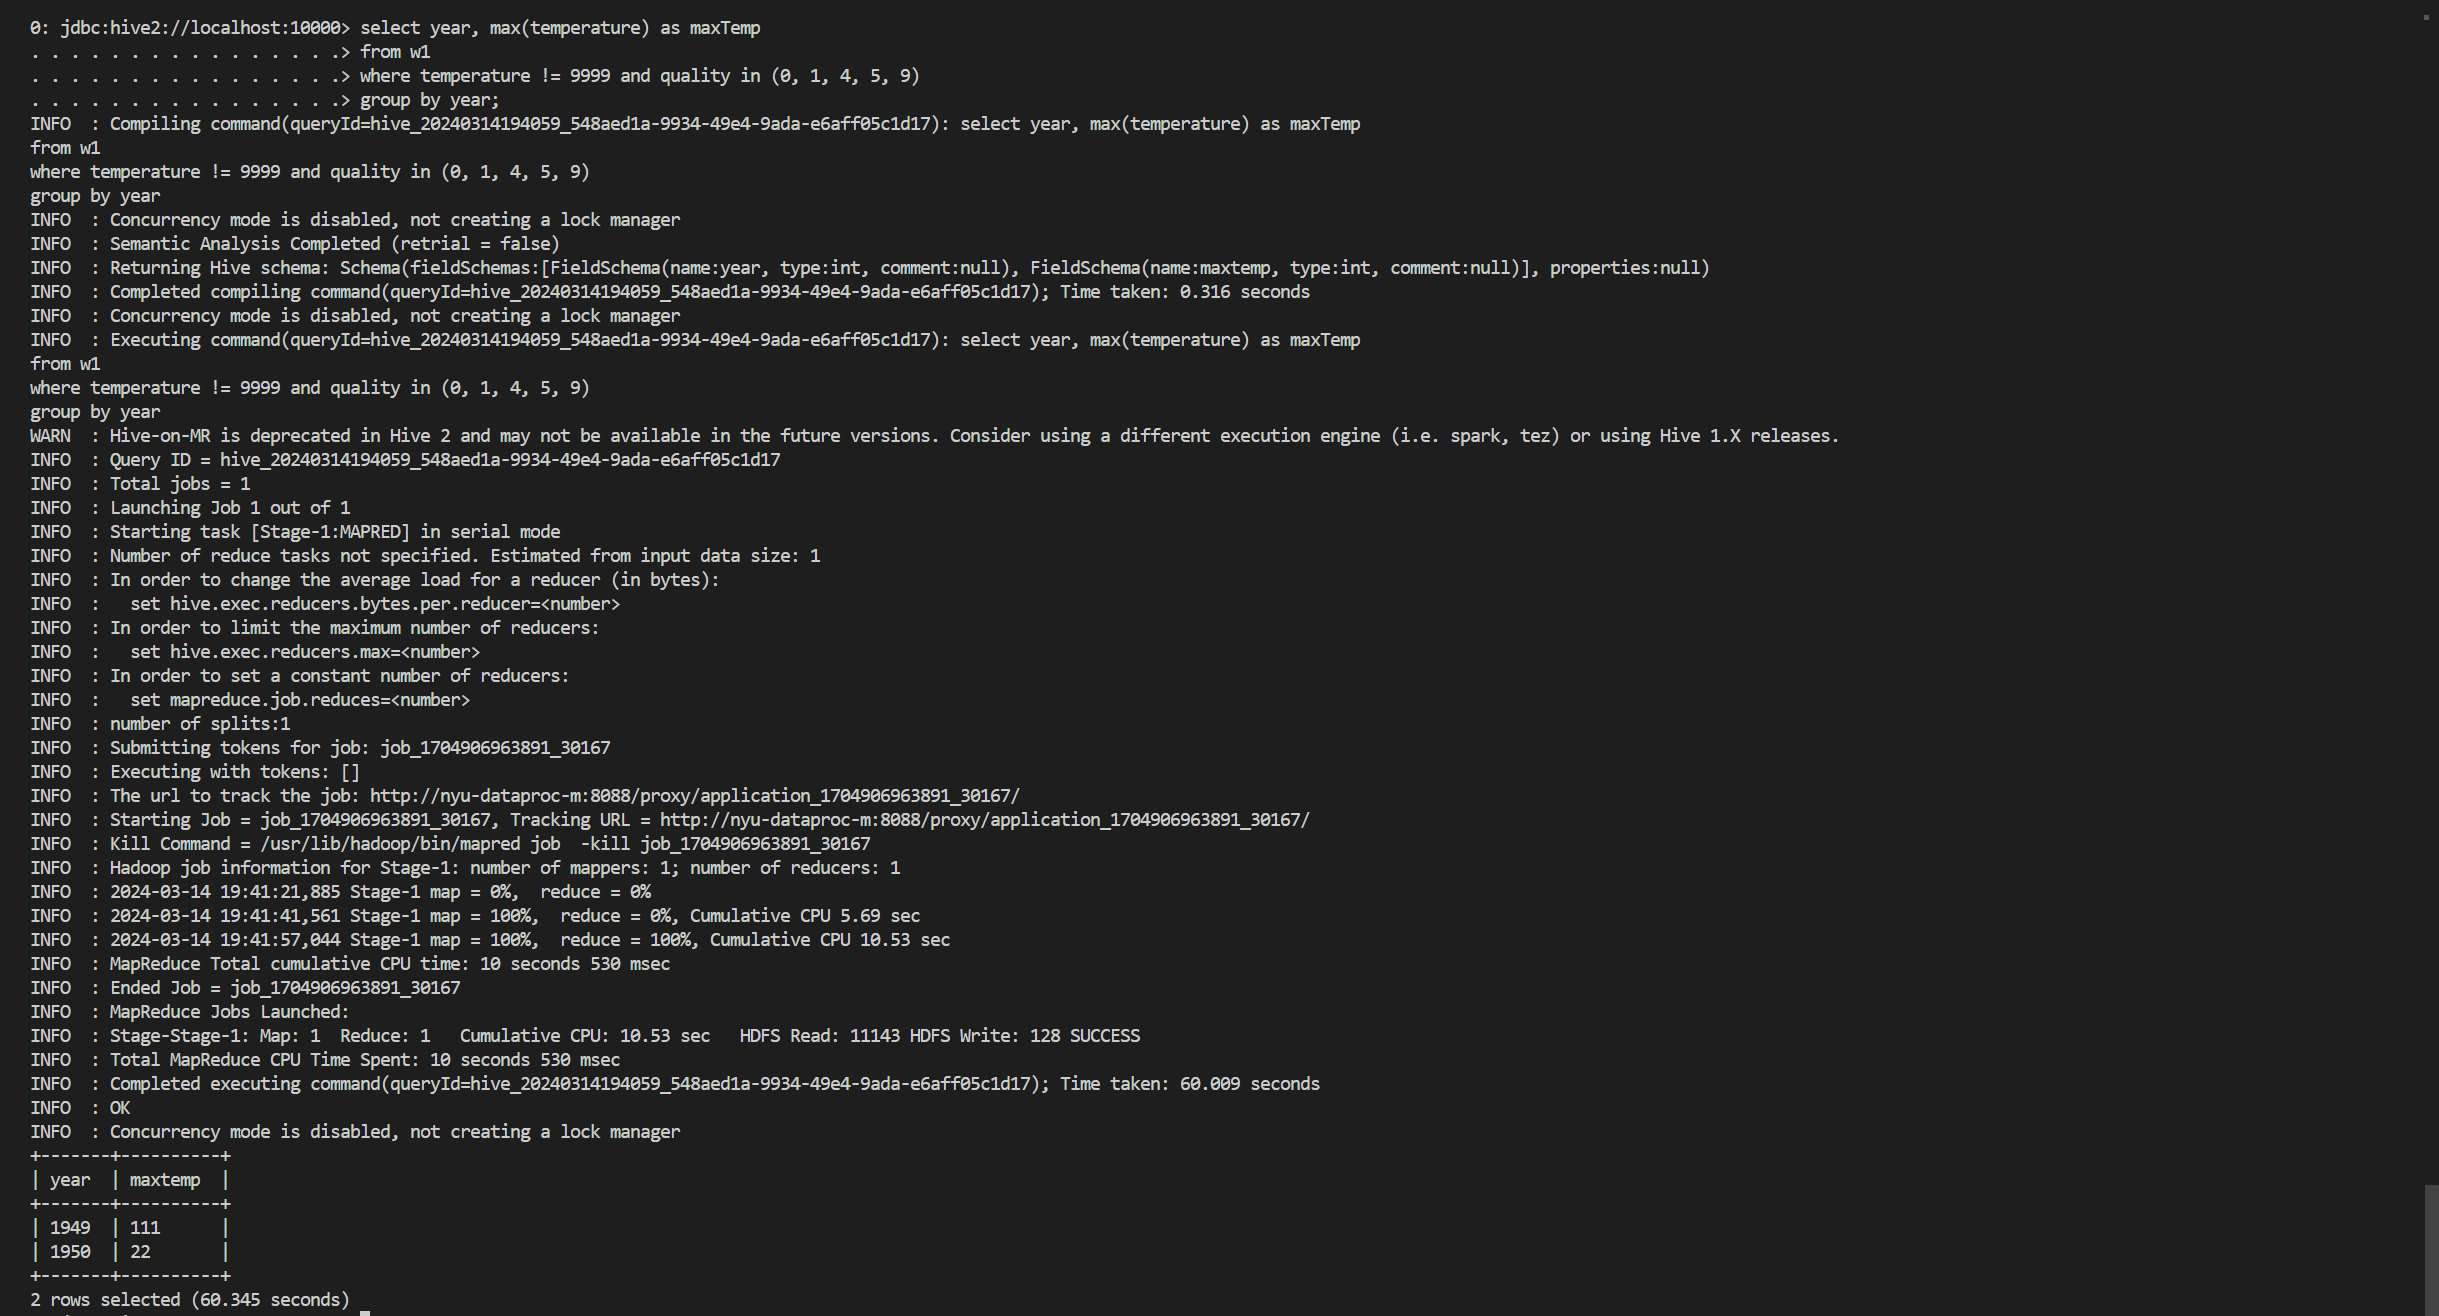 0: jdbc:hive2://localhost:10000> select year, max(temperature) as maxTemp
. . . . . . . . . . . . . . . .> from w1
. . . . . . . . . . . . . . . .> where temperature != 9999 and quality in (0, 1, 4, 5, 9)
. . . . . . . . . . . . . . . .> group by year;
INFO  : Compiling command(queryId=hive_20240314194059_548aed1a-9934-49e4-9ada-e6aff05c1d17): select year, max(temperature) as maxTemp
from w1
where temperature != 9999 and quality in (0, 1, 4, 5, 9)
group by year
INFO  : Concurrency mode is disabled, not creating a lock manager
INFO  : Semantic Analysis Completed (retrial = false)
INFO  : Returning Hive schema: Schema(fieldSchemas:[FieldSchema(name:year, type:int, comment:null), FieldSchema(name:maxtemp, type:int, comment:null)], properties:null)
INFO  : Completed compiling command(queryId=hive_20240314194059_548aed1a-9934-49e4-9ada-e6aff05c1d17); Time taken: 0.316 seconds
INFO  : Concurrency mode is disabled, not creating a lock manager
INFO  : Executing command(queryId=hive_20240314194059_548aed1a-9934-49e4-9ada-e6aff05c1d17): select year, max(temperature) as maxTemp
from w1
where temperature != 9999 and quality in (0, 1, 4, 5, 9)
group by year
WARN  : Hive-on-MR is deprecated in Hive 2 and may not be available in the future versions. Consider using a different execution engine (i.e. spark, tez) or using Hive 1.X releases.
INFO  : Query ID = hive_20240314194059_548aed1a-9934-49e4-9ada-e6aff05c1d17
INFO  : Total jobs = 1
INFO  : Launching Job 1 out of 1
INFO  : Starting task [Stage-1:MAPRED] in serial mode
INFO  : Number of reduce tasks not specified. Estimated from input data size: 1
INFO  : In order to change the average load for a reducer (in bytes):
INFO  :   set hive.exec.reducers.bytes.per.reducer=<number>
INFO  : In order to limit the maximum number of reducers:
INFO  :   set hive.exec.reducers.max=<number>
INFO  : In order to set a constant number of reducers:
INFO  :   set mapreduce.job.reduces=<number>
INFO  : number of splits:1
INFO  : Submitting tokens for job: job_1704906963891_30167
INFO  : Executing with tokens: []
INFO  : The url to track the job: http://nyu-dataproc-m:8088/proxy/application_1704906963891_30167/
INFO  : Starting Job = job_1704906963891_30167, Tracking URL = http://nyu-dataproc-m:8088/proxy/application_1704906963891_30167/
INFO  : Kill Command = /usr/lib/hadoop/bin/mapred job  -kill job_1704906963891_30167
INFO  : Hadoop job information for Stage-1: number of mappers: 1; number of reducers: 1
INFO  : 2024-03-14 19:41:21,885 Stage-1 map = 0%,  reduce = 0%
INFO  : 2024-03-14 19:41:41,561 Stage-1 map = 100%,  reduce = 0%, Cumulative CPU 5.69 sec
INFO  : 2024-03-14 19:41:57,044 Stage-1 map = 100%,  reduce = 100%, Cumulative CPU 10.53 sec
INFO  : MapReduce Total cumulative CPU time: 10 seconds 530 msec
INFO  : Ended Job = job_1704906963891_30167
INFO  : MapReduce Jobs Launched:
INFO  : Stage-Stage-1: Map: 1  Reduce: 1   Cumulative CPU: 10.53 sec   HDFS Read: 11143 HDFS Write: 128 SUCCESS
INFO  : Total MapReduce CPU Time Spent: 10 seconds 530 msec
INFO  : Completed executing command(queryId=hive_20240314194059_548aed1a-9934-49e4-9ada-e6aff05c1d17); Time taken: 60.009 seconds
INFO  : OK
INFO  : Concurrency mode is disabled, not creating a lock manager
+-------+----------+
| year  | maxtemp  |
+-------+----------+
| 1949  | 111      |
| 1950  | 22       |
+-------+----------+
2 rows selected (60.345 seconds)